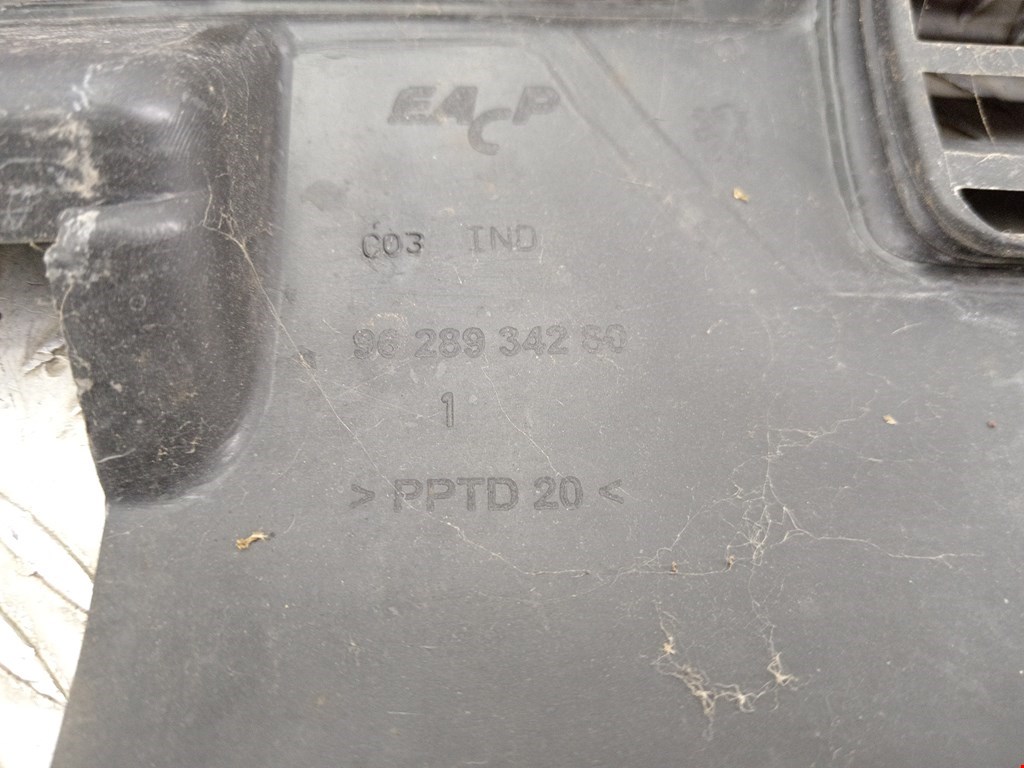 EACP
C03 IND
96 289 342 80
1
> PPTD 20 <